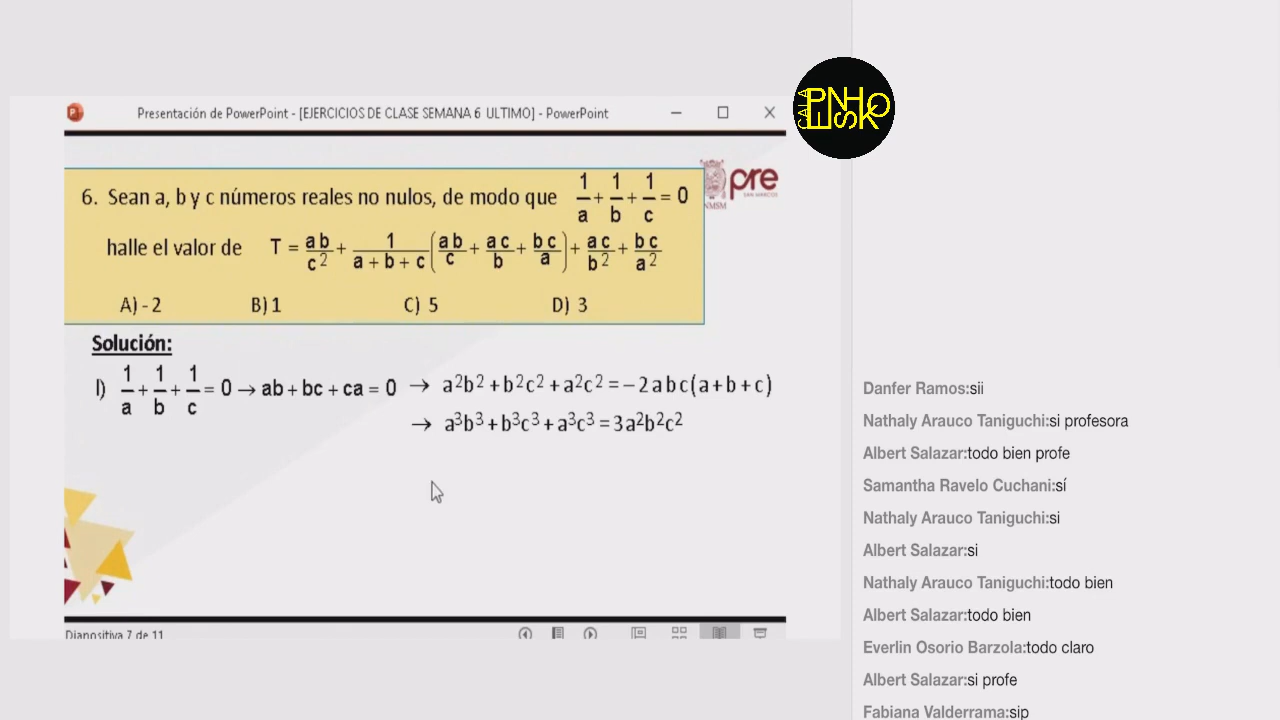 Presentación de PowerPoint - [EJERCICIOS DE CLASE SEMANA 6 ULTIMO] - PowerPoint
pre
SAN MARCOS
6. Sean a, b y c números reales no nulos, de modo que 1/a + 1/b + 1/c = 0
halle el valor de T = ab/c² + 1/(a + b + c) (ab/c + ac/b + bc/a) + ac/b² + bc/a²
A) - 2 B) 1 C) 5 D) 3
Solución:
I) 1/a + 1/b + 1/c = 0 → ab + bc + ca = 0 → a²b² + b²c² + a²c² = −2abc(a+b+c)
→ a³b³ + b³c³ + a³c³ = 3a²b²c²
Diapositiva 7 de 11
Danfer Ramos:sii
Nathaly Arauco Taniguchi:si profesora
Albert Salazar:todo bien profe
Samantha Ravelo Cuchani:sí
Nathaly Arauco Taniguchi:si
Albert Salazar:si
Nathaly Arauco Taniguchi:todo bien
Albert Salazar:todo bien
Everlin Osorio Barzola:todo claro
Albert Salazar:si profe
Fabiana Valderrama:sip